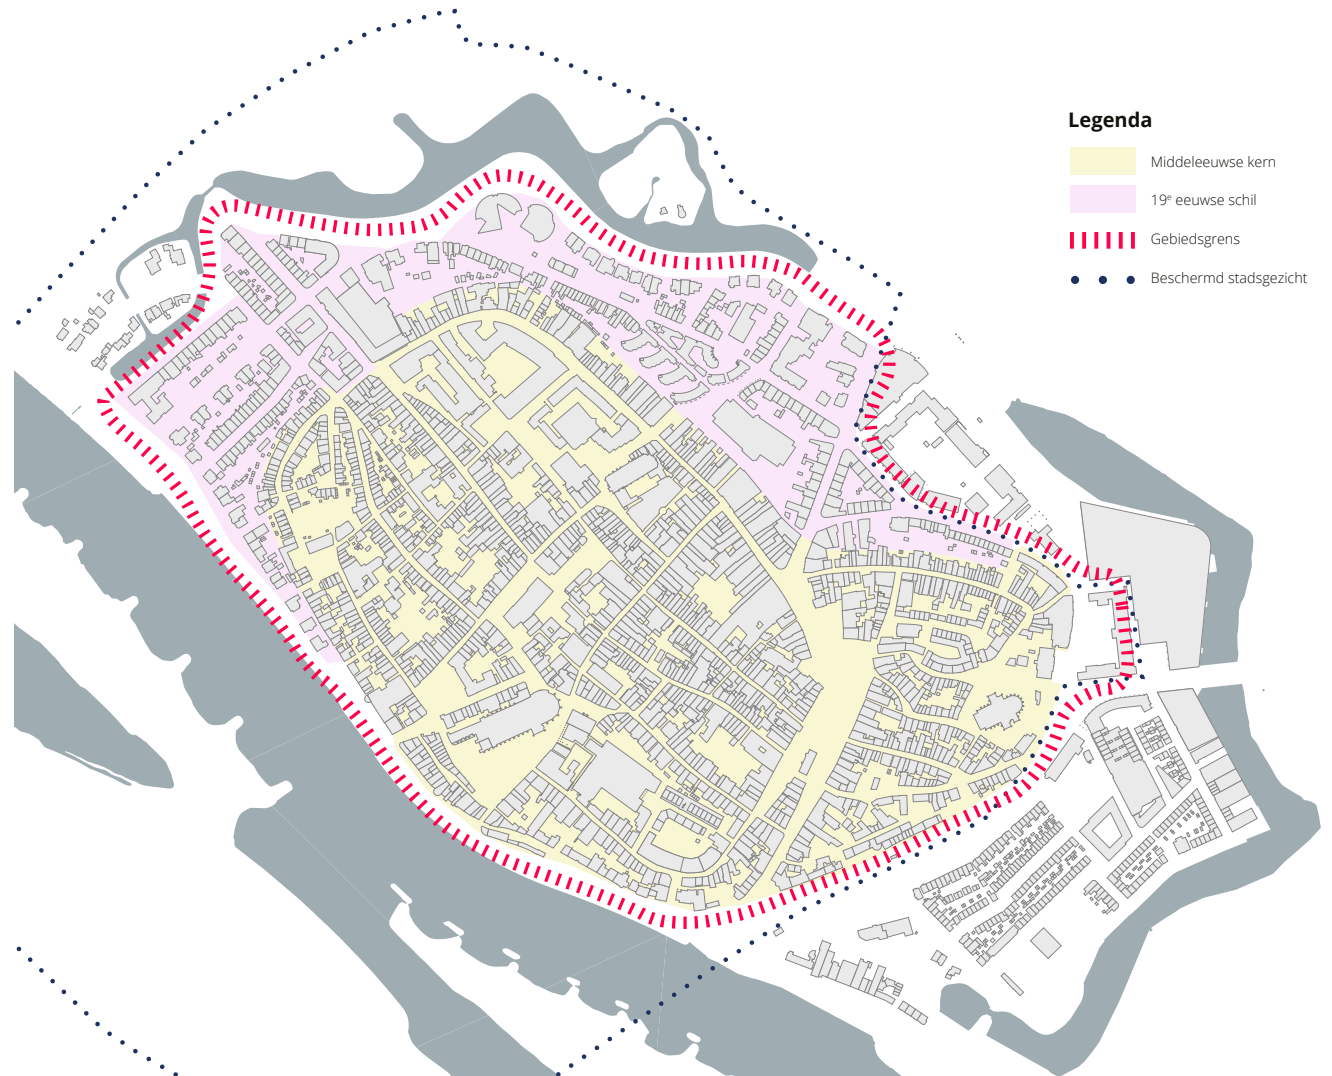 Legenda
Middeleeuwse kern
19e eeuwse schil
Gebiedsgrens
Beschermd stadsgezicht